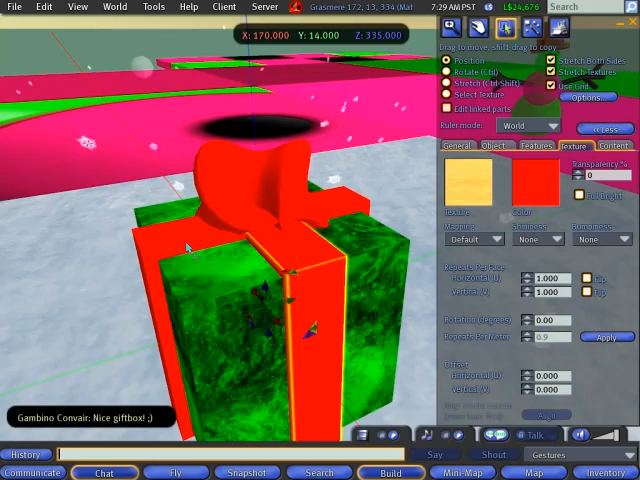 File Edit View World Tools Help Client Server Grasmere 172, 13, 334 (Mat 7:29 AM PST L$24,676 Search
X: 170.000 Y: 14.000 Z: 335.000
Drag to move, shift-drag to copy
Position
Rotate (Ctrl)
Stretch (Ctrl-Shift)
Select Texture
Edit linked parts
Stretch Both Sides
Stretch Textures
Use Grid
Options...
Ruler mode: World
<< Less
General Object Features Texture Content
Texture
Color
Transparency %
0
Full Bright
Mapping
Default
Shininess
None
Bumpiness
None
Repeats Per Face
Horizontal (U) 1.000 Flip
Vertical (V) 1.000 Flip
Rotation (degrees) 0.00
Repeats Per Meter 0.9 Apply
Offset
Horizontal (U) 0.000
Vertical (V) 0.000
Align
Gambino Convair: Nice giftbox! ;)
Talk
History Say Shout Gestures
Communicate Chat Fly Snapshot Search Build Mini-Map Map Inventory